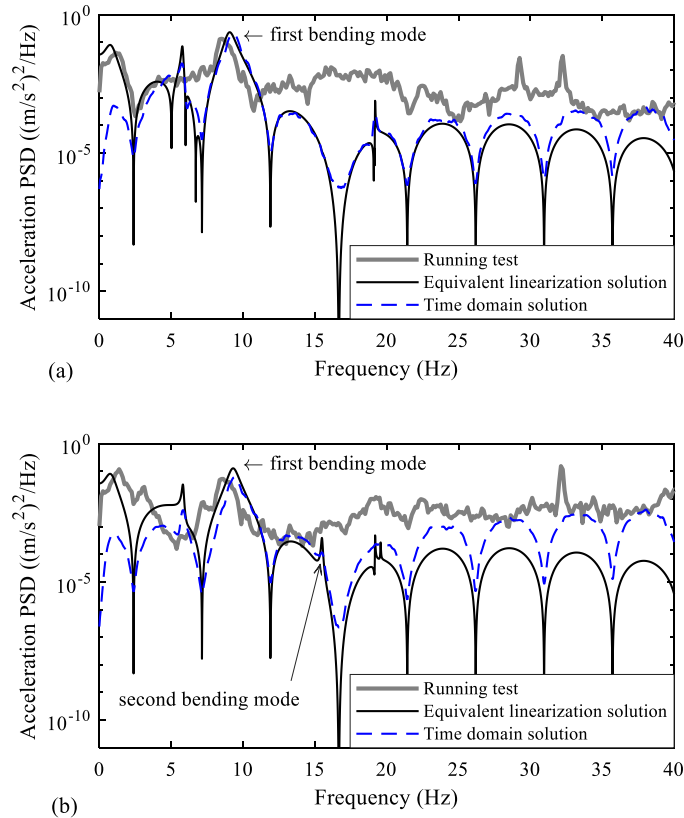 10^0
10^-5
10^-10
Acceleration PSD ((m/s^2)^2/Hz)
← first bending mode
Running test
Equivalent linearization solution
Time domain solution
0 5 10 15 20 25 30 35 40
Frequency (Hz)
(a)
10^0
10^-5
10^-10
Acceleration PSD ((m/s^2)^2/Hz)
← first bending mode
second bending mode
Running test
Equivalent linearization solution
Time domain solution
0 5 10 15 20 25 30 35 40
Frequency (Hz)
(b)